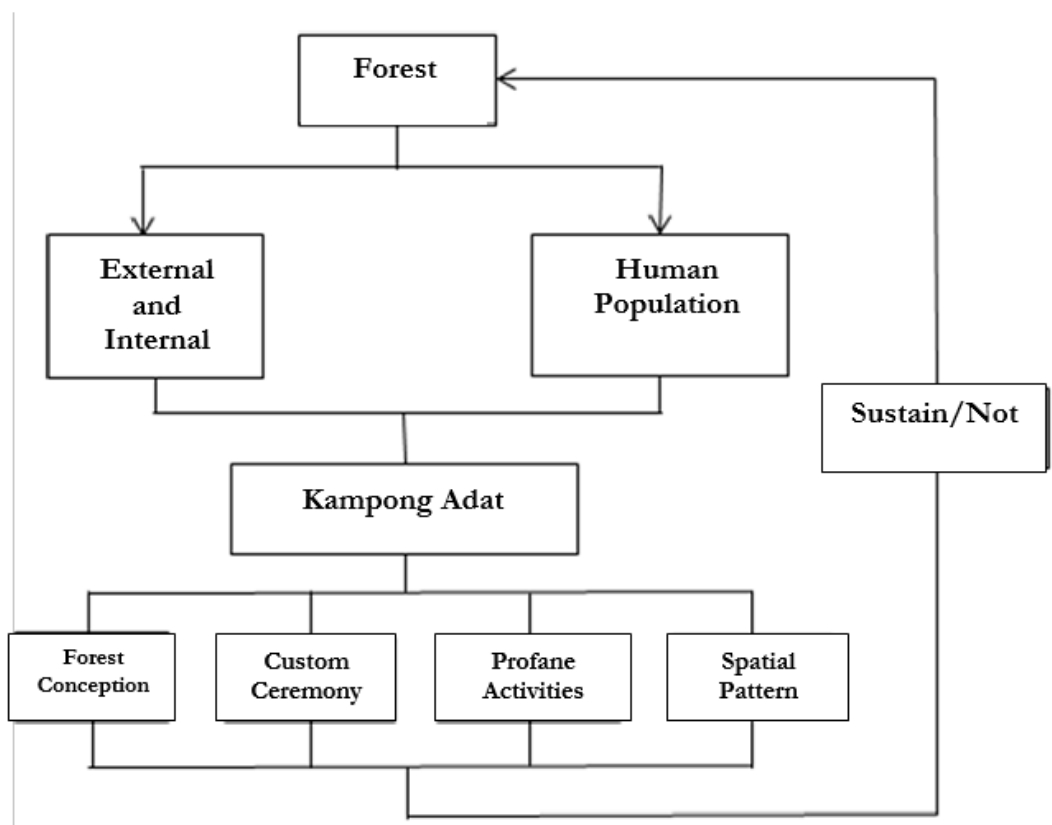 Forest
External
and
Internal
Human
Population
Sustain/Not
Kampong Adat
Forest
Conception
Custom
Ceremony
Profane
Activities
Spatial
Pattern